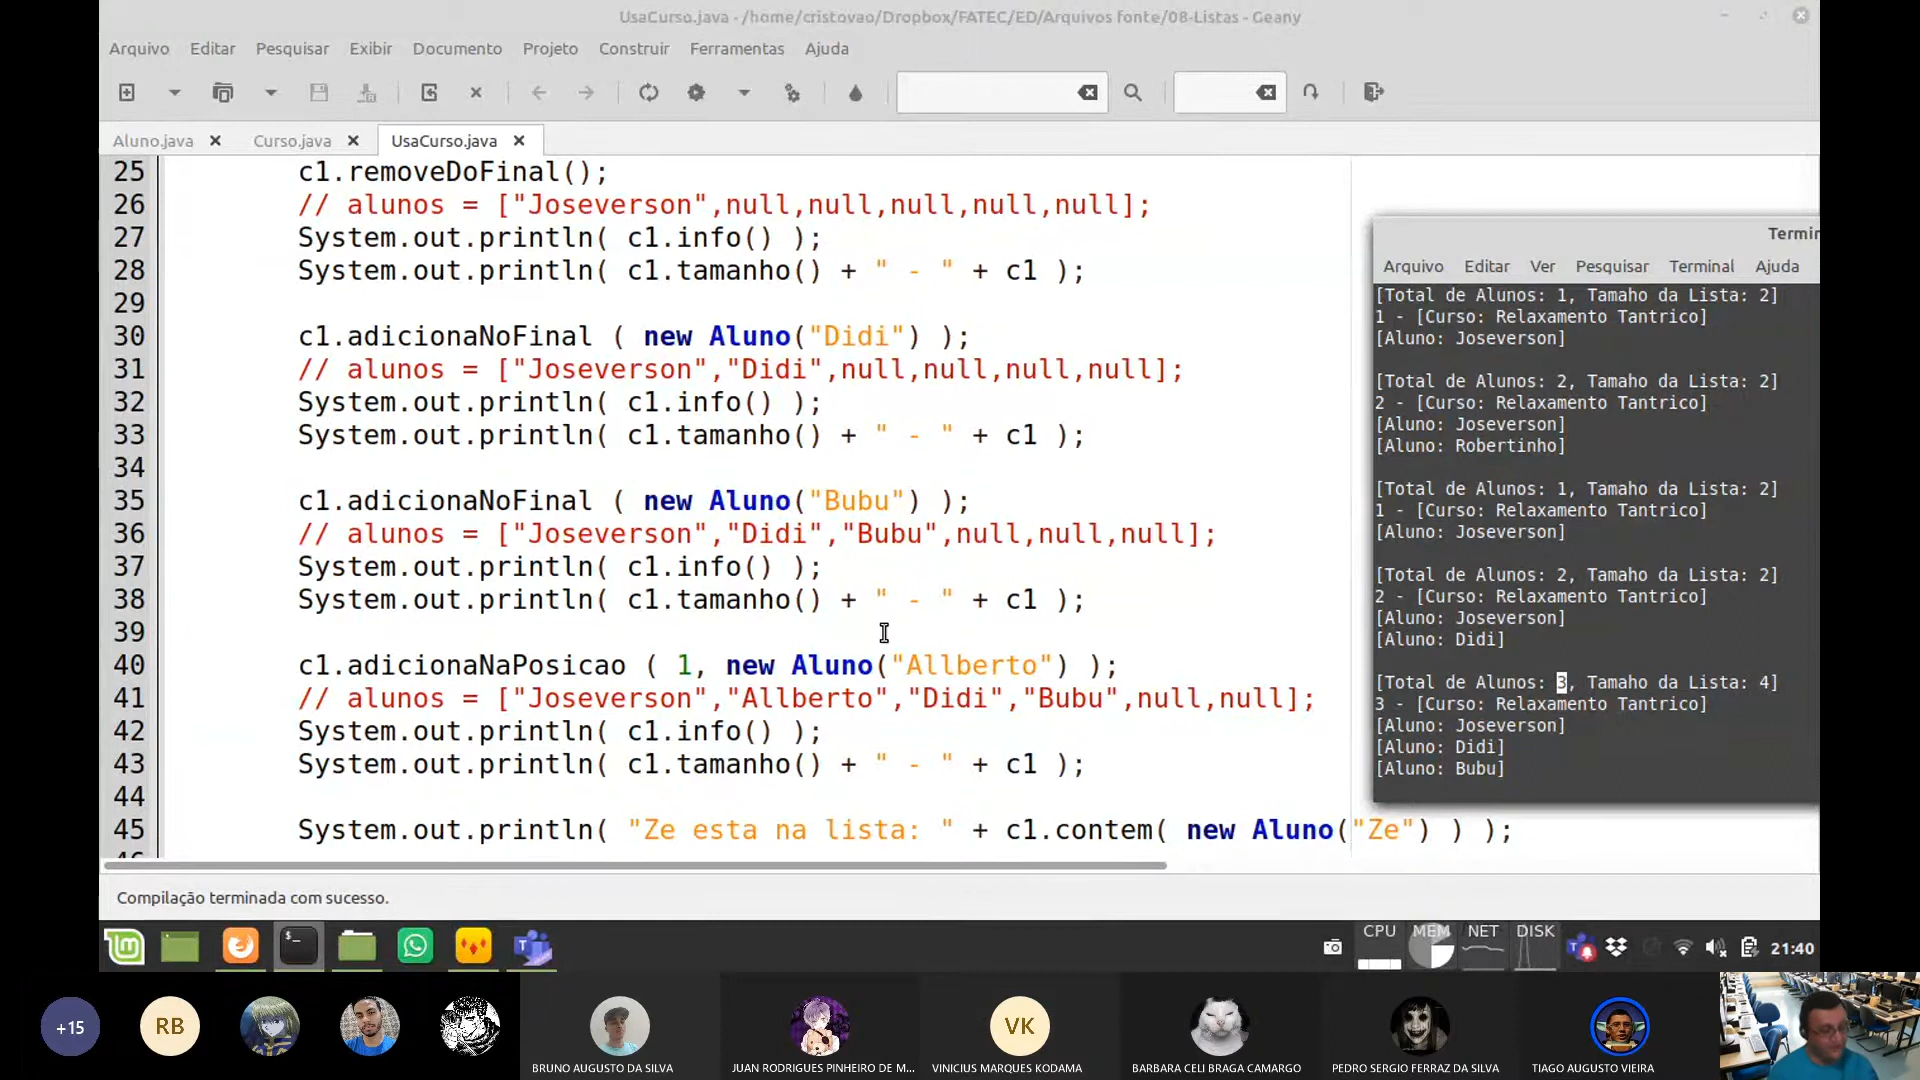 UsaCurso.java - /home/cristovao/Dropbox/FATEC/ED/Arquivos fonte/08-Listas - Geany
Arquivo Editar Pesquisar Exibir Documento Projeto Construir Ferramentas Ajuda
Aluno.java Curso.java UsaCurso.java
25 c1.removeDoFinal();
26 // alunos = ["Joseverson",null,null,null,null,null];
27 System.out.println( c1.info() );
28 System.out.println( c1.tamanho() + " - " + c1 );
29
30 c1.adicionaNoFinal ( new Aluno("Didi") );
31 // alunos = ["Joseverson","Didi",null,null,null,null];
32 System.out.println( c1.info() );
33 System.out.println( c1.tamanho() + " - " + c1 );
34
35 c1.adicionaNoFinal ( new Aluno("Bubu") );
36 // alunos = ["Joseverson","Didi","Bubu",null,null,null];
37 System.out.println( c1.info() );
38 System.out.println( c1.tamanho() + " - " + c1 );
39
40 c1.adicionaNaPosicao ( 1, new Aluno("Allberto") );
41 // alunos = ["Joseverson","Allberto","Didi","Bubu",null,null];
42 System.out.println( c1.info() );
43 System.out.println( c1.tamanho() + " - " + c1 );
44
45 System.out.println( "Ze esta na lista: " + c1.contem( new Aluno("Ze") ) );
Termin
Arquivo Editar Ver Pesquisar Terminal Ajuda
[Total de Alunos: 1, Tamaho da Lista: 2]
1 - [Curso: Relaxamento Tantrico]
[Aluno: Joseverson]
[Total de Alunos: 2, Tamaho da Lista: 2]
2 - [Curso: Relaxamento Tantrico]
[Aluno: Joseverson]
[Aluno: Robertinho]
[Total de Alunos: 1, Tamaho da Lista: 2]
1 - [Curso: Relaxamento Tantrico]
[Aluno: Joseverson]
[Total de Alunos: 2, Tamaho da Lista: 2]
2 - [Curso: Relaxamento Tantrico]
[Aluno: Joseverson]
[Aluno: Didi]
[Total de Alunos: 3, Tamaho da Lista: 4]
3 - [Curso: Relaxamento Tantrico]
[Aluno: Joseverson]
[Aluno: Didi]
[Aluno: Bubu]
Compilação terminada com sucesso.
CPU MEM NET DISK 21:40
+15 RB VK
BRUNO AUGUSTO DA SILVA JUAN RODRIGUES PINHEIRO DE M... VINICIUS MARQUES KODAMA BARBARA CELI BRAGA CAMARGO PEDRO SERGIO FERRAZ DA SILVA TIAGO AUGUSTO VIEIRA